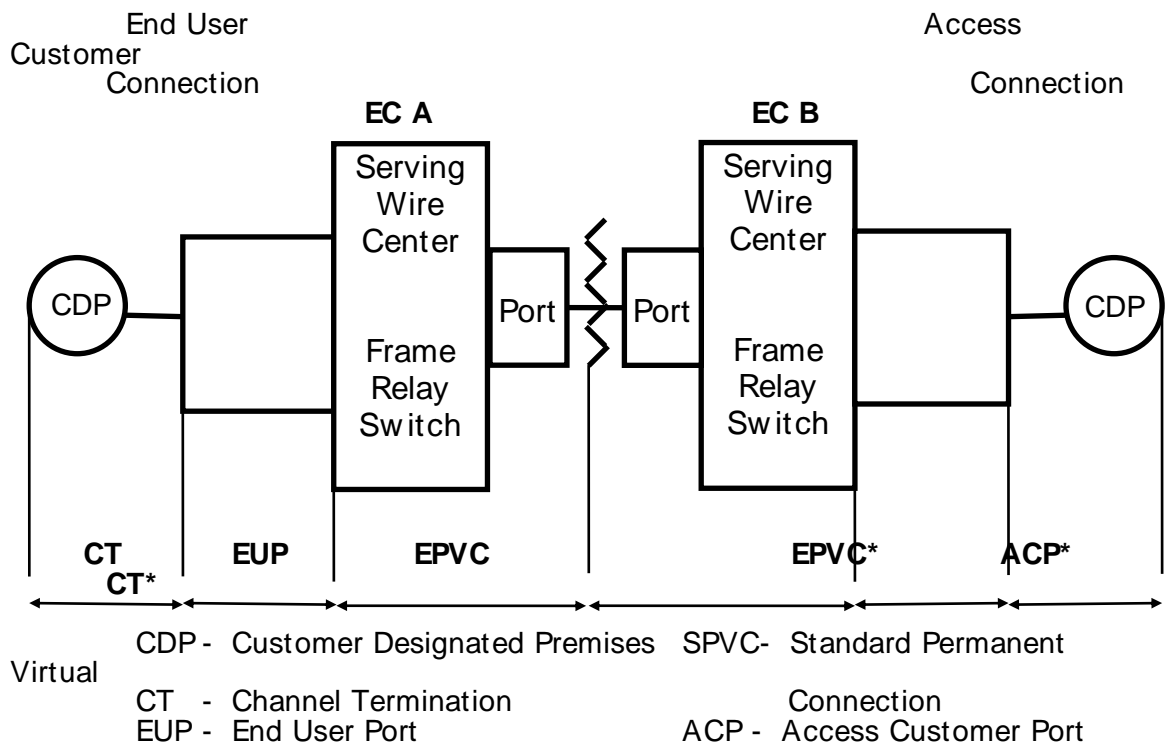 End User Access
Customer
Connection Connection
EC A EC B
Serving
Wire
Center
Frame
Relay
Switch
Serving
Wire
Center
Frame
Relay
Switch
CDP
Port
Port
CDP
CT EUP EPVC EPVC* ACP*
CT*
CDP - Customer Designated Premises SPVC- Standard Permanent
Virtual
CT - Channel Termination Connection
EUP - End User Port ACP - Access Customer Port